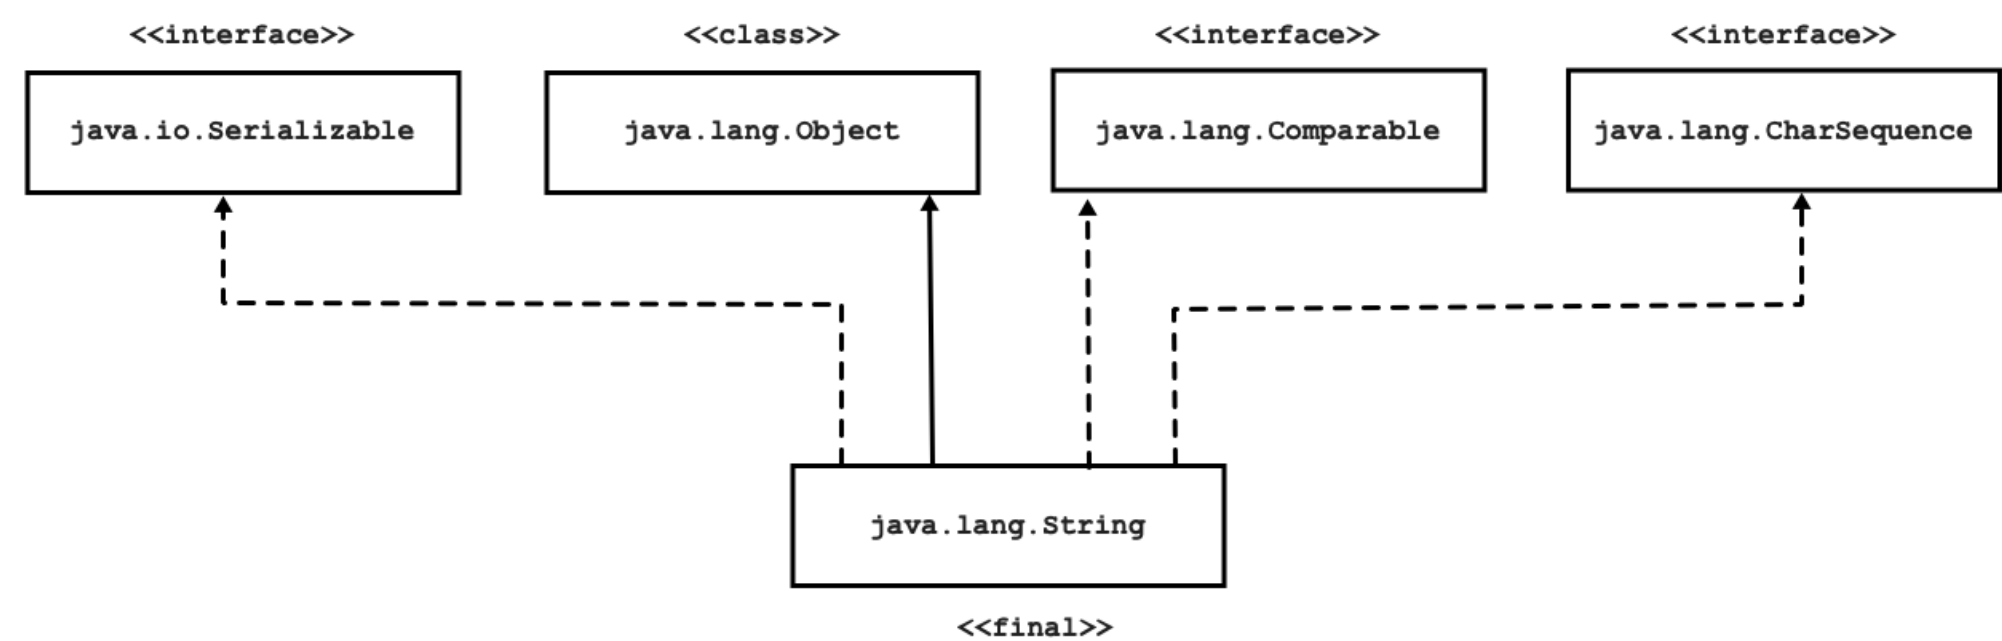 <<interface>>
<<class>>
<<interface>>
<<interface>>
java.io.Serializable
java.lang.Object
java.lang.Comparable
java.lang.CharSequence
java.lang.String
<<final>>